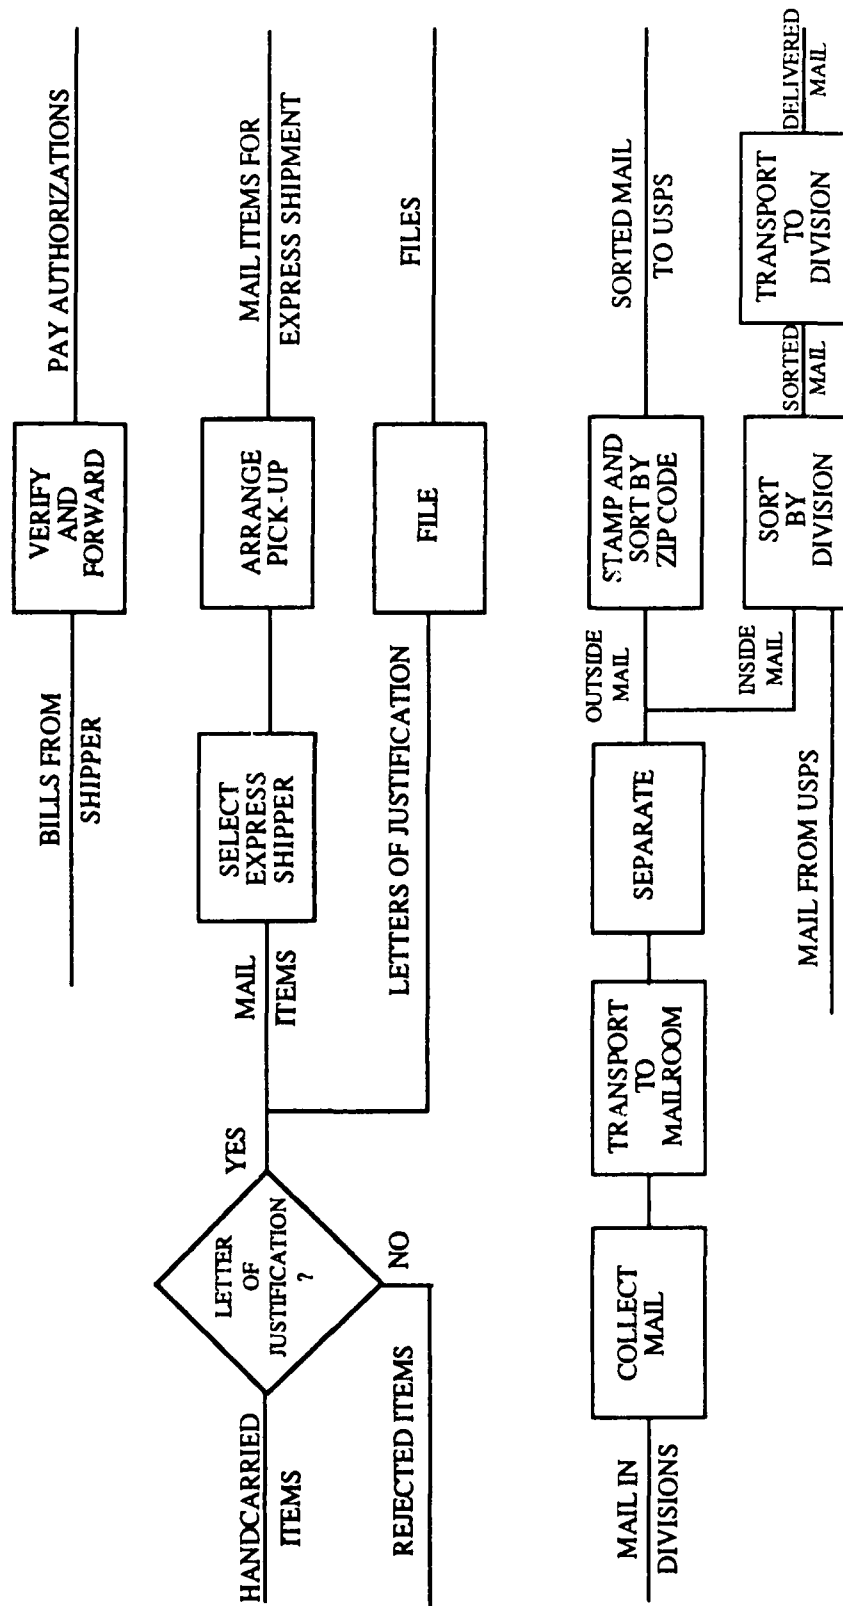 BILLS FROM
SHIPPER
VERIFY
AND
FORWARD
PAY AUTHORIZATIONS
HANDCARRIED
ITEMS
LETTER
OF
JUSTIFICATION
?
YES
NO
REJECTED ITEMS
MAIL
ITEMS
SELECT
EXPRESS
SHIPPER
ARRANGE
PICK-UP
MAIL ITEMS FOR
EXPRESS SHIPMENT
LETTERS OF JUSTIFICATION
FILE
FILES
MAIL IN
DIVISIONS
COLLECT
MAIL
TRANSPORT
TO
MAILROOM
SEPARATE
OUTSIDE
MAIL
STAMP AND
SORT BY
ZIP CODE
SORTED MAIL
TO USPS
INSIDE
MAIL
MAIL FROM USPS
SORT
BY
DIVISION
SORTED
MAIL
TRANSPORT
TO
DIVISION
DELIVERED
MAIL